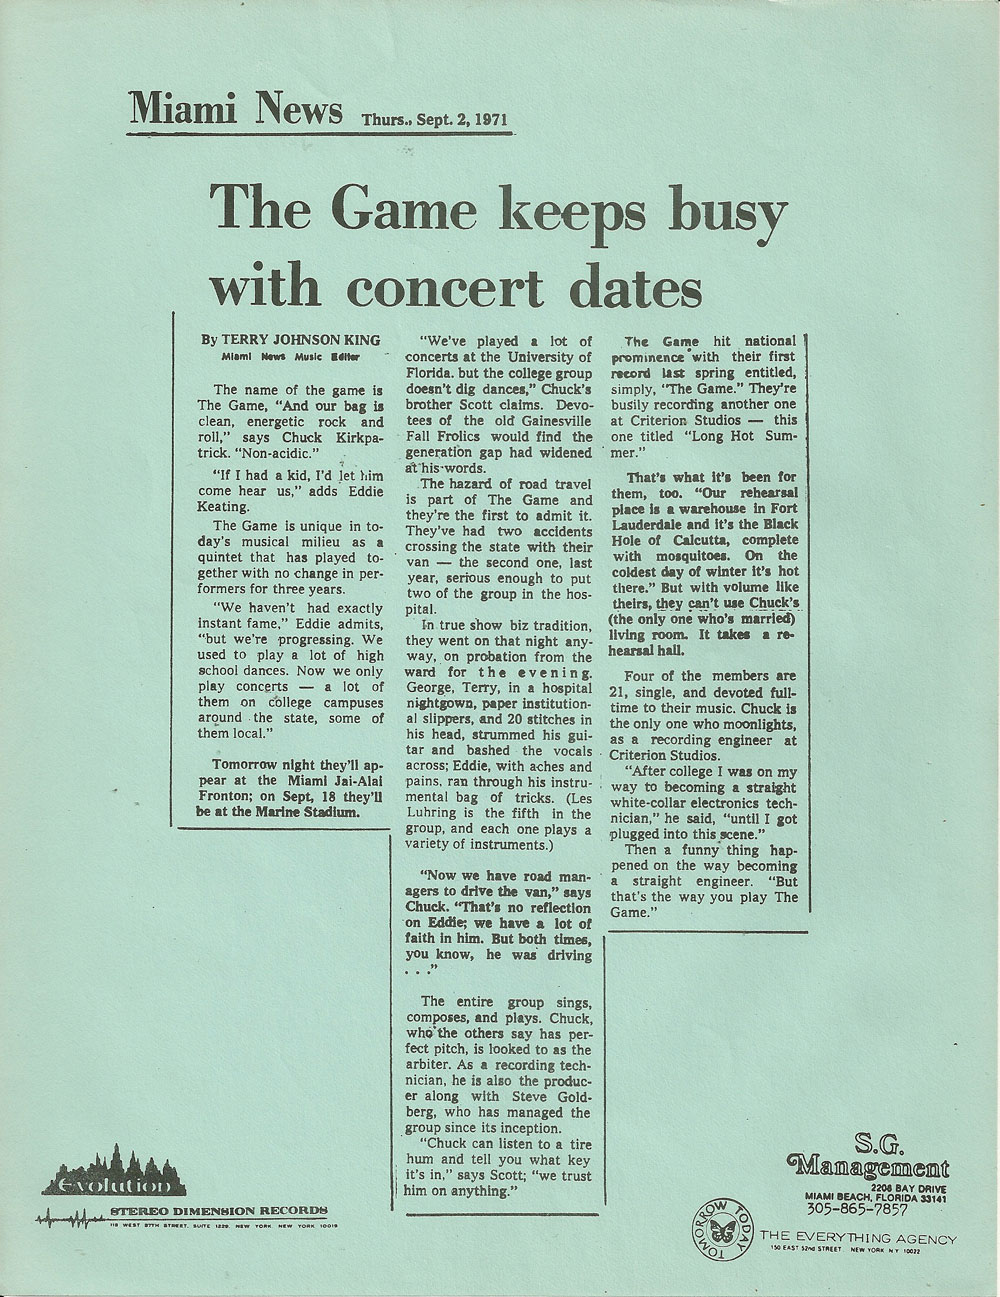 Miami News Thurs., Sept. 2, 1971
The Game keeps busy
with concert dates
By TERRY JOHNSON KING
Miami News Music Editor
The name of the game is
The Game, "And our bag is
clean, energetic rock and
roll," says Chuck Kirkpa-
trick. "Non-acidic."
"If I had a kid, I'd let him
come hear us," adds Eddie
Keating.
The Game is unique in to-
day's musical milieu as a
quintet that has played to-
gether with no change in per-
formers for three years.
"We haven't had exactly
instant fame," Eddie admits,
"but we're progressing. We
used to play a lot of high
school dances. Now we only
play concerts — a lot of
them on college campuses
around the state, some of
them local."
Tomorrow night they'll ap-
pear at the Miami Jai-Alai
Fronton; on Sept, 18 they'll
be at the Marine Stadium.
"We've played a lot of
concerts at the University of
Florida. but the college group
doesn't dig dances," Chuck's
brother Scott claims. Devo-
tees of the old Gainesville
Fall Frolics would find the
generation gap had widened
at his words.
The hazard of road travel
is part of The Game and
they're the first to admit it.
They've had two accidents
crossing the state with their
van — the second one, last
year, serious enough to put
two of the group in the hos-
pital.
In true show biz tradition,
they went on that night any-
way, on probation from the
ward for the evening.
George, Terry, in a hospital
nightgown, paper institution-
al slippers, and 20 stitches in
his head, strummed his gui-
tar and bashed the vocals
across; Eddie, with aches and
pains, ran through his instru-
mental bag of tricks. (Les
Luhring is the fifth in the
group, and each one plays a
variety of instruments.)
"Now we have road man-
agers to drive the van," says
Chuck. "That's no reflection
on Eddie; we have a lot of
faith in him. But both times,
you know, he was driving
. . ."
The entire group sings,
composes, and plays. Chuck,
who the others say has per-
fect pitch, is looked to as the
arbiter. As a recording tech-
nician, he is also the produc-
er along with Steve Gold-
berg, who has managed the
group since its inception.
"Chuck can listen to a tire
hum and tell you what key
it's in," says Scott; "we trust
him on anything."
The Game hit national
prominence with their first
record last spring entitled,
simply, "The Game." They're
busily recording another one
at Criterion Studios — this
one titled "Long Hot Sum-
mer."
That's what it's been for
them, too. "Our rehearsal
place is a warehouse in Fort
Lauderdale and it's the Black
Hole of Calcutta, complete
with mosquitoes. On the
coldest day of winter it's hot
there." But with volume like
theirs, they can't use Chuck's
(the only one who's married)
living room. It takes a re-
hearsal hall.
Four of the members are
21, single, and devoted full-
time to their music. Chuck is
the only one who moonlights,
as a recording engineer at
Criterion Studios.
"After college I was on my
way to becoming a straight
white-collar electronics tech-
nician," he said, "until I got
plugged into this scene."
Then a funny thing hap-
pened on the way becoming
a straight engineer. "But
that's the way you play The
Game."
Evolution
STEREO DIMENSION RECORDS
118 WEST 57TH STREET, SUITE 1229, NEW YORK, NEW YORK 10019
S.G.
Management
2208 BAY DRIVE
MIAMI BEACH, FLORIDA 33141
305-865-7857
TOMORROW TODAY
THE EVERYTHING AGENCY
150 EAST 52nd STREET NEW YORK N Y 10022